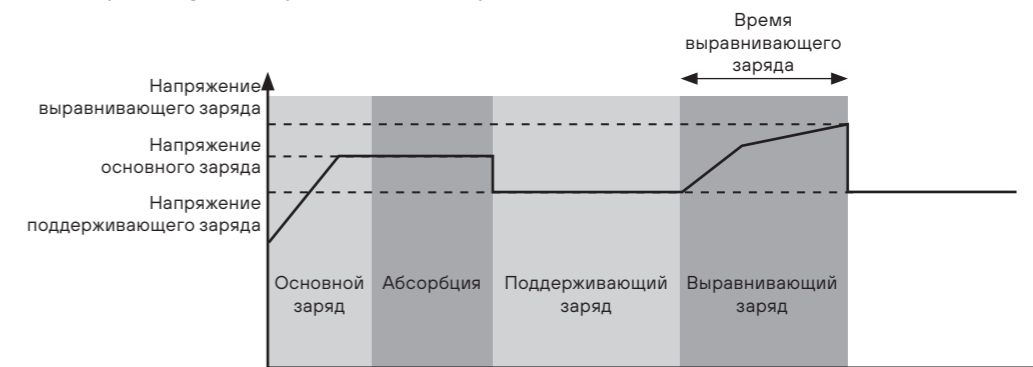 Время
выравнивающего
заряда
Напряжение
выравнивающего заряда
Напряжение
основного заряда
Напряжение
поддерживающего заряда
Основной
заряд
Абсорбция
Поддерживающий
заряд
Выравнивающий
заряд